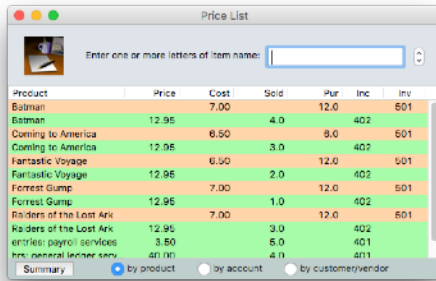 Price List
Enter one or more letters of item name:
Product Price Cost Sold Pur Inc Inv
Batman 7.00 12.0 501
Batman 12.95 4.0 402
Coming to America 6.50 6.0 501
Coming to America 12.95 3.0 402
Fantastic Voyage 6.50 12.0 501
Fantastic Voyage 12.95 2.0 402
Forrest Gump 7.00 12.0 501
Forrest Gump 12.95 1.0 402
Raiders of the Lost Ark 7.00 12.0 501
Raiders of the Lost Ark 12.95 3.0 402
entries: payroll services 3.50 5.0 401
hrs: general ledger serv 40.00 4.0 401
Summary by product by account by customer/vendor